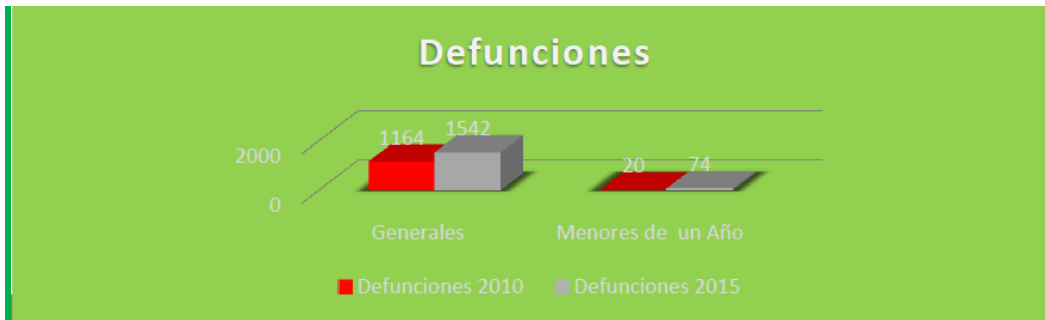 Defunciones
1164 1542
2000
20 74
0
Generales Menores de un Año
Defunciones 2010 Defunciones 2015